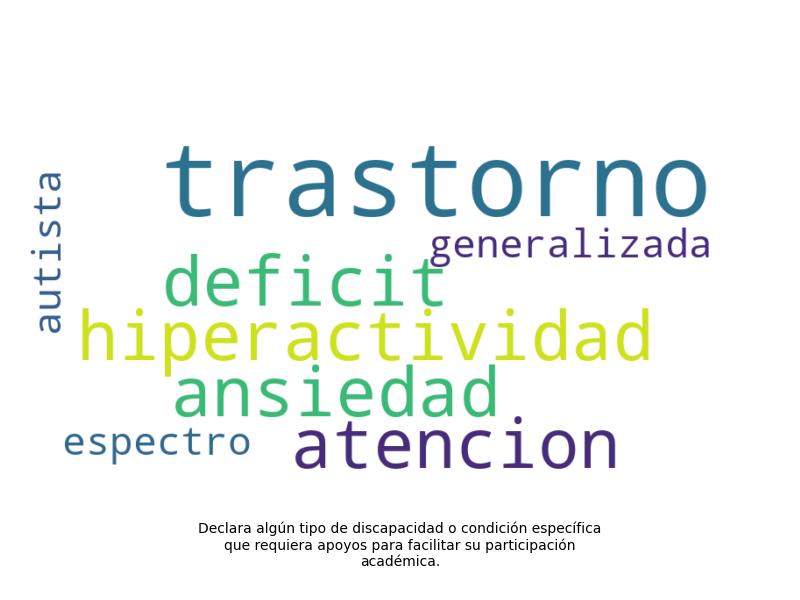 trastorno
autista
generalizada
deficit
hiperactividad
ansiedad
espectro
atencion
Declara algún tipo de discapacidad o condición específica
que requiera apoyos para facilitar su participación
académica.